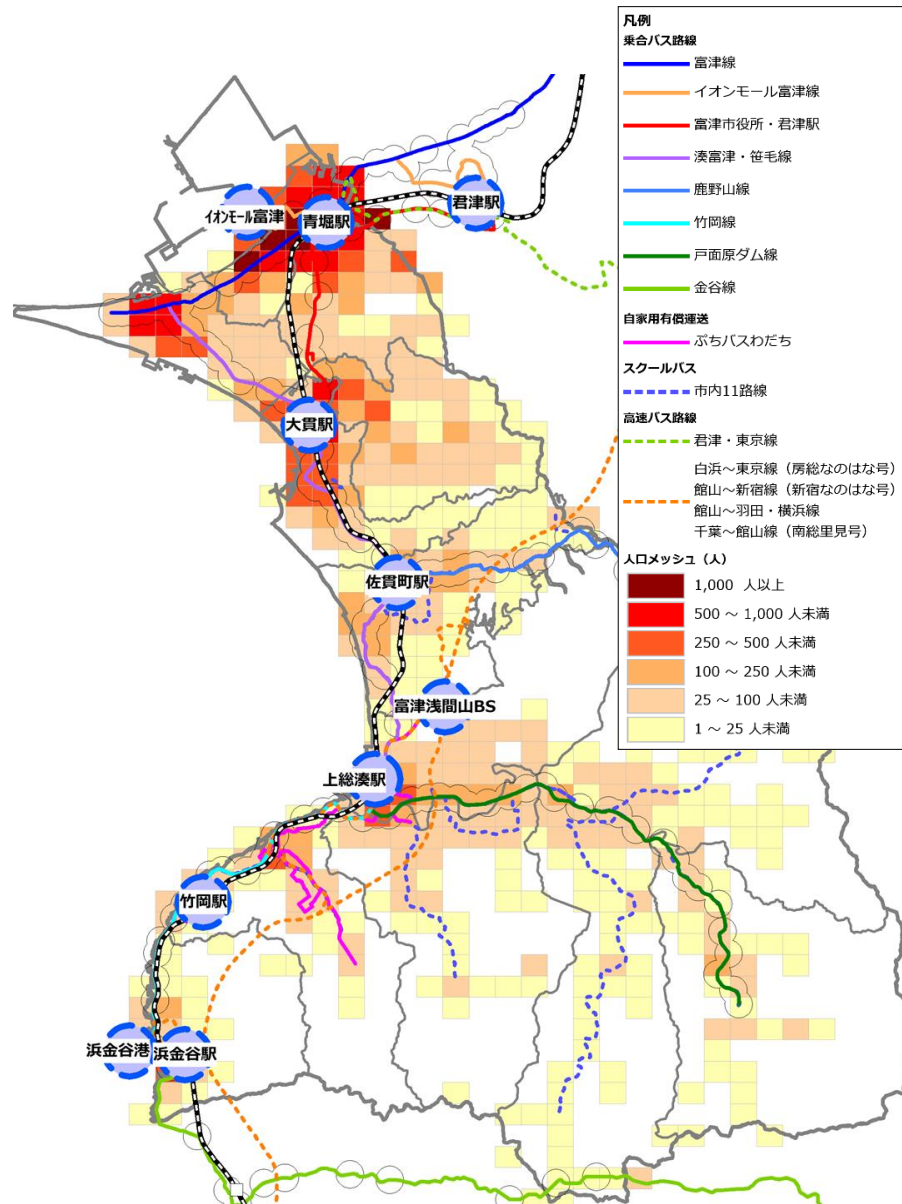 凡例
乗合バス路線
富津線
イオンモール富津線
富津市役所・君津駅
湊富津・笹毛線
鹿野山線
竹岡線
戸面原ダム線
金谷線
自家用有償運送
ぷちバスわだち
スクールバス
市内11路線
高速バス路線
君津・東京線
白浜～東京線（房総なのはな号）
館山～新宿線（新宿なのはな号）
館山～羽田・横浜線
千葉～館山線（南総里見号）
人口メッシュ（人）
1,000 人以上
500 ～ 1,000 人未満
250 ～ 500 人未満
100 ～ 250 人未満
25 ～ 100 人未満
1 ～ 25 人未満
イオンモール富津
青堀駅
君津駅
大貫駅
佐貫町駅
富津浅間山BS
上総湊駅
竹岡駅
浜金谷港
浜金谷駅